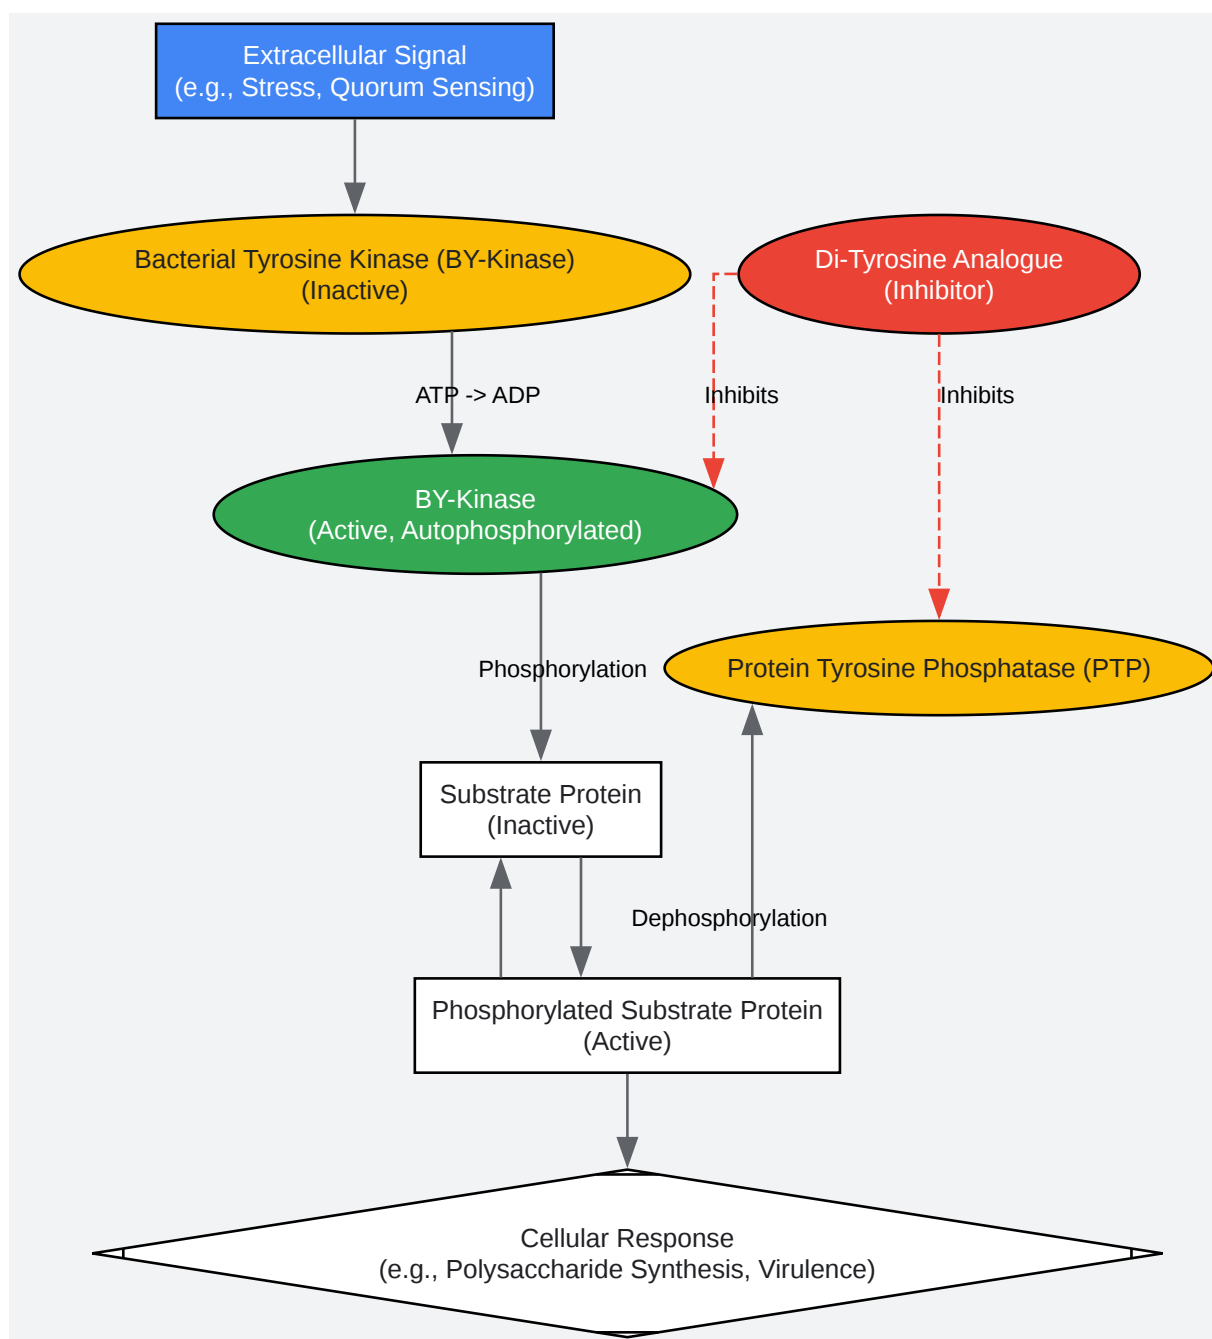 Extracellular Signal
(e.g., Stress, Quorum Sensing)
Bacterial Tyrosine Kinase (BY-Kinase)
(Inactive)
Di-Tyrosine Analogue
(Inhibitor)
ATP -> ADP
Inhibits
Inhibits
BY-Kinase
(Active, Autophosphorylated)
Phosphorylation
Protein Tyrosine Phosphatase (PTP)
Substrate Protein
(Inactive)
Dephosphorylation
Phosphorylated Substrate Protein
(Active)
Cellular Response
(e.g., Polysaccharide Synthesis, Virulence)